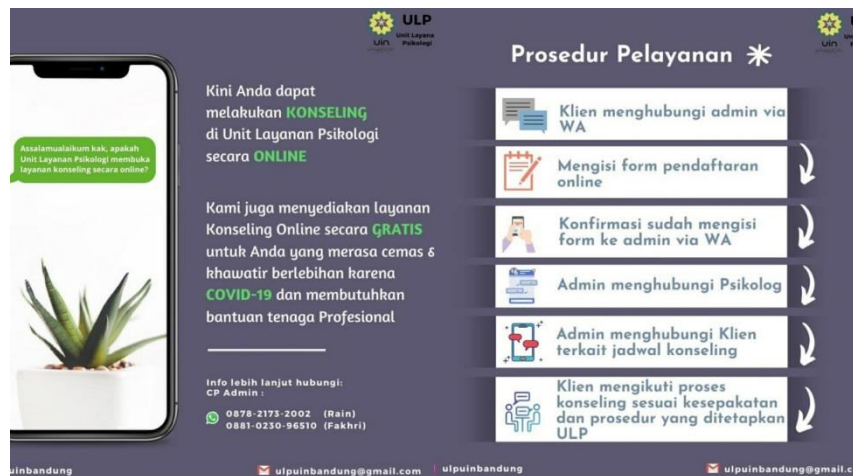 ULP
Unit Layana
Psikologi
uin
Assalamualaikum kak, apakah
Unit Layanan Psikologi membuka
layanan konseling secara online?
Kini Anda dapat
melakukan KONSELING
di Unit Layanan Psikologi
secara ONLINE
Kami juga menyediakan layanan
Konseling Online secara GRATIS
untuk Anda yang merasa cemas &
khawatir berlebihan karena
COVID-19 dan membutuhkan
bantuan tenaga Profesional
Info lebih lanjut hubungi:
CP Admin :
0878-2173-2002 (Rain)
0881-0230-96510 (Fakhri)
uinbandung
ulpuinbandung@gmail.com
uin
Prosedur Pelayanan
Klien menghubungi admin via
WA
Mengisi form pendaftaran
online
Konfirmasi sudah mengisi
form ke admin via WA
Admin menghubungi Psikolog
Admin menghubungi Klien
terkait jadwal konseling
Klien mengikuti proses
konseling sesuai kesepakatan
dan prosedur yang ditetapkan
ULP
ulpuinbandung
ulpuinbandung@gmail.c